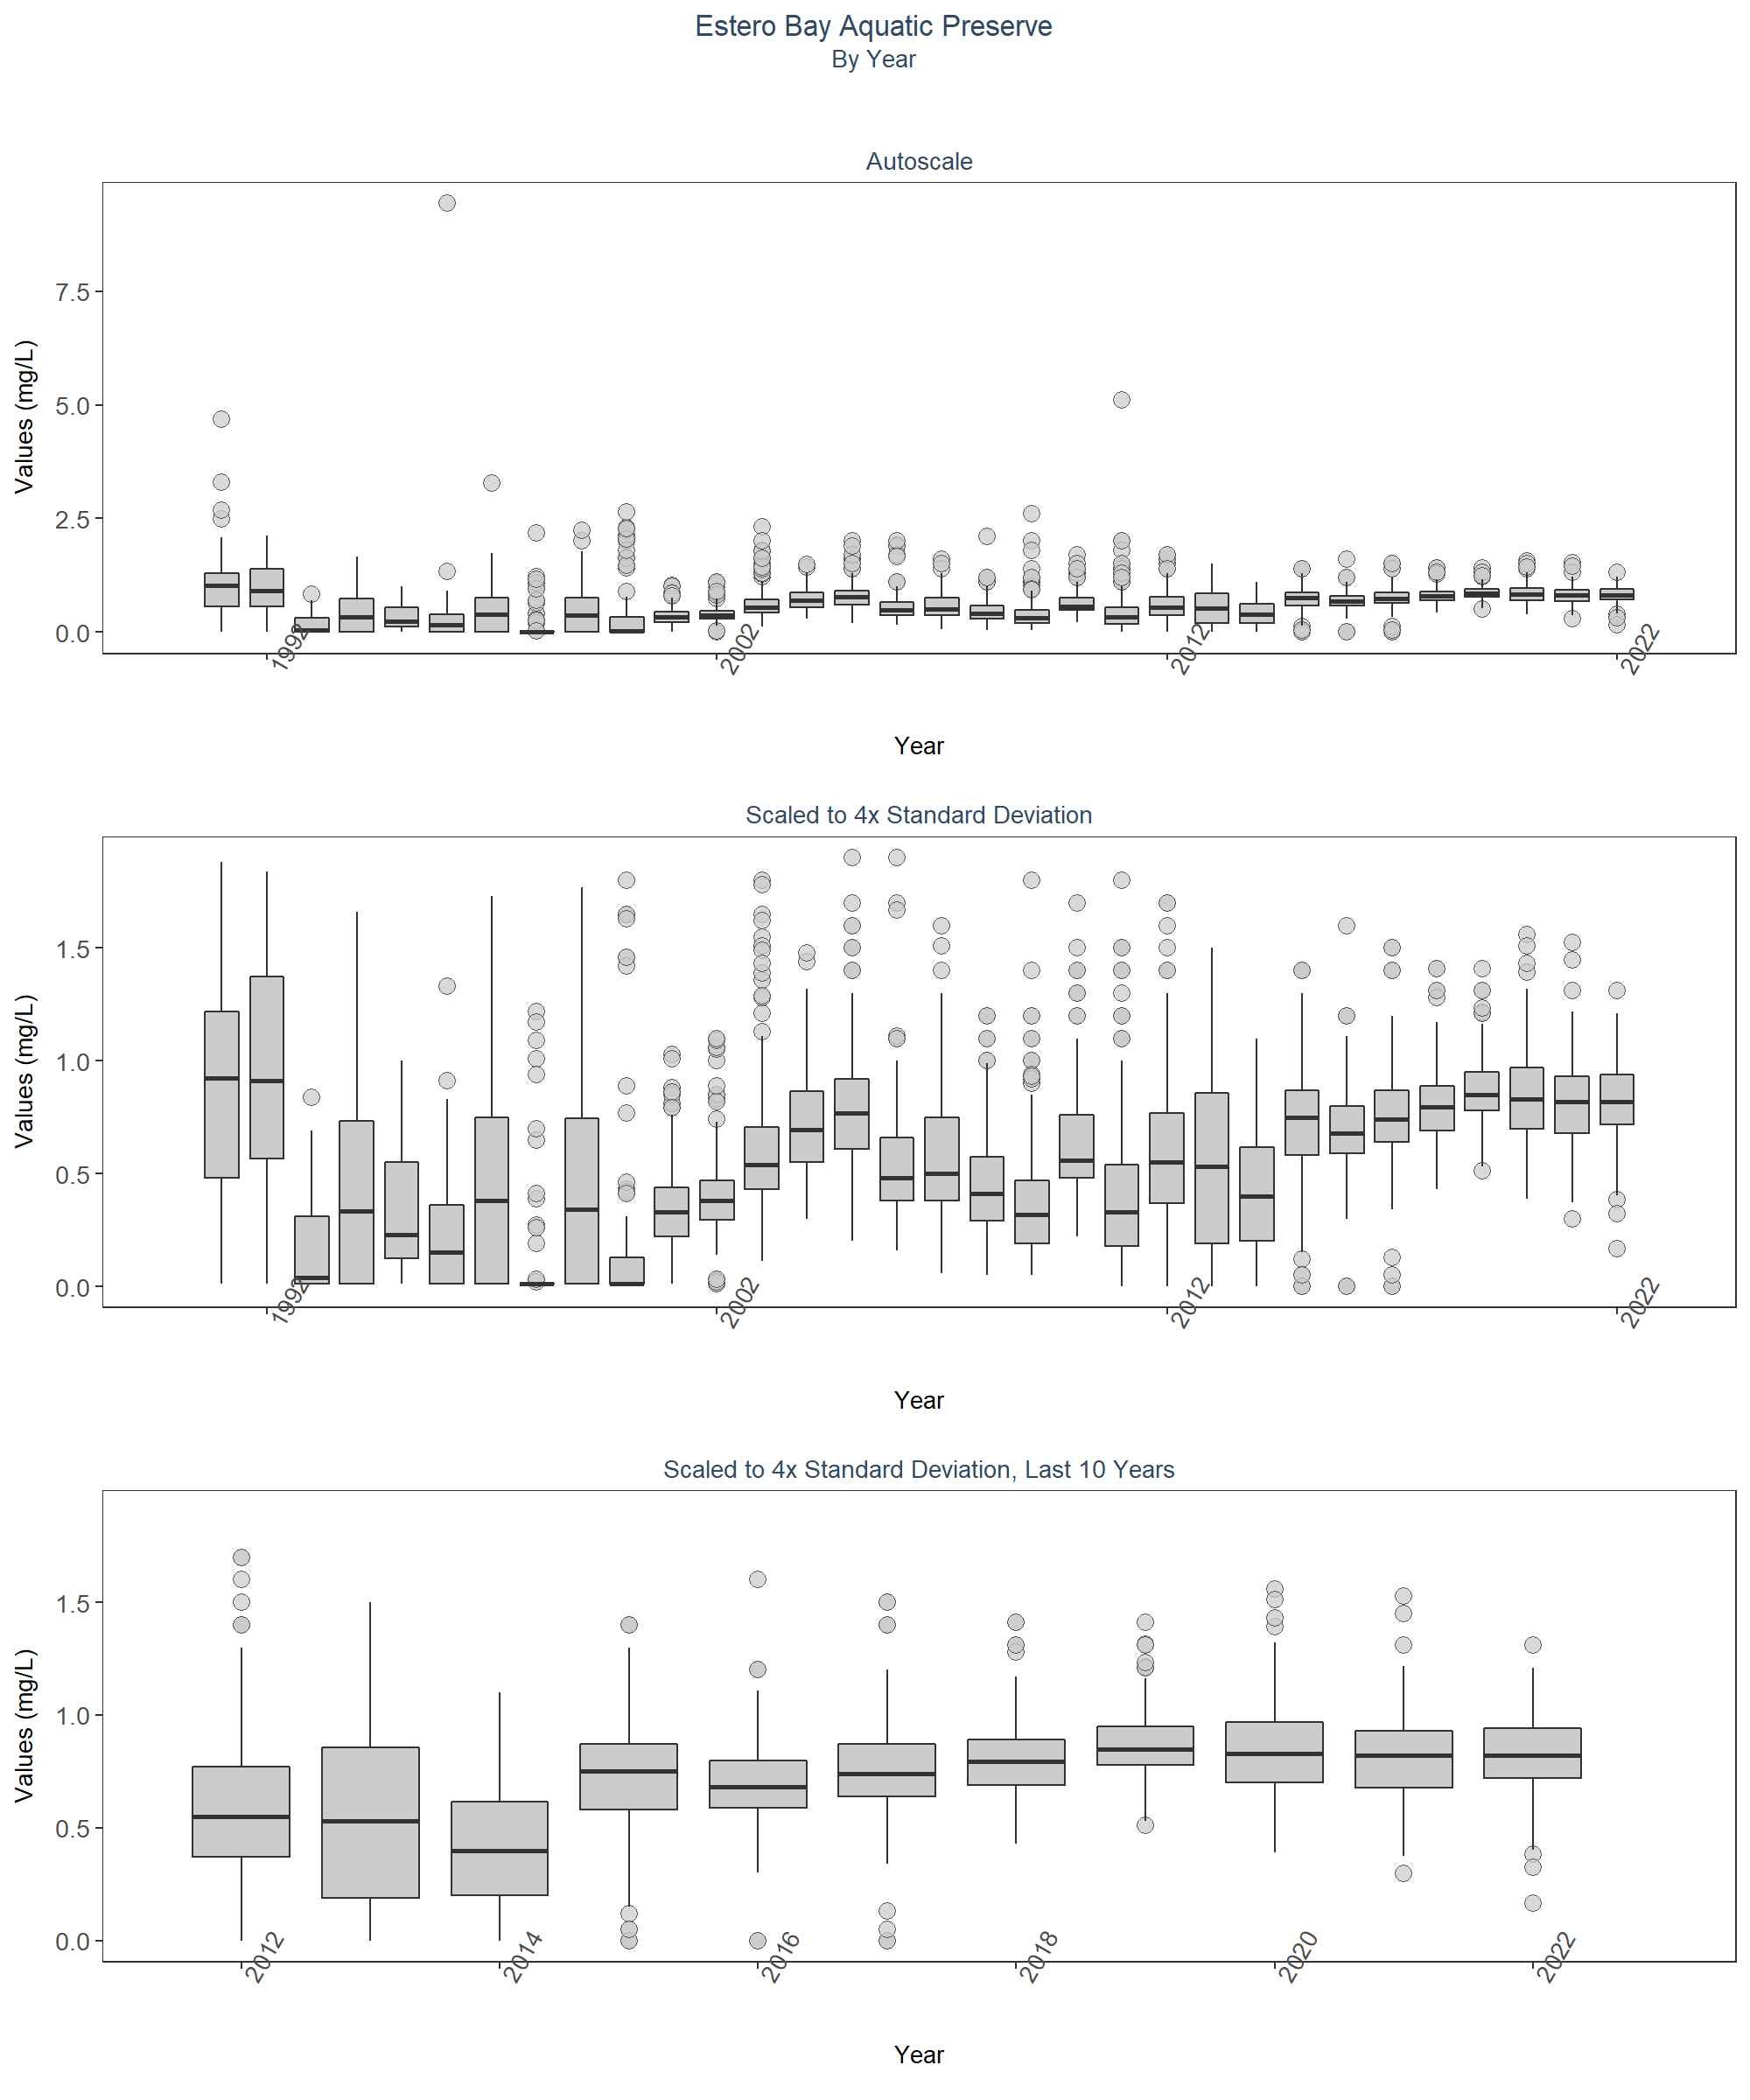 Estero Bay Aquatic Preserve
By Year
Autoscale
Values (mg/L)
7.5
5.0
2.5
0.0
1992
2002
2012
2022
Year
Scaled to 4x Standard Deviation
Values (mg/L)
1.5
1.0
0.5
0.0
1992
2002
2012
2022
Year
Scaled to 4x Standard Deviation, Last 10 Years
Values (mg/L)
1.5
1.0
0.5
0.0
2012
2014
2016
2018
2020
2022
Year